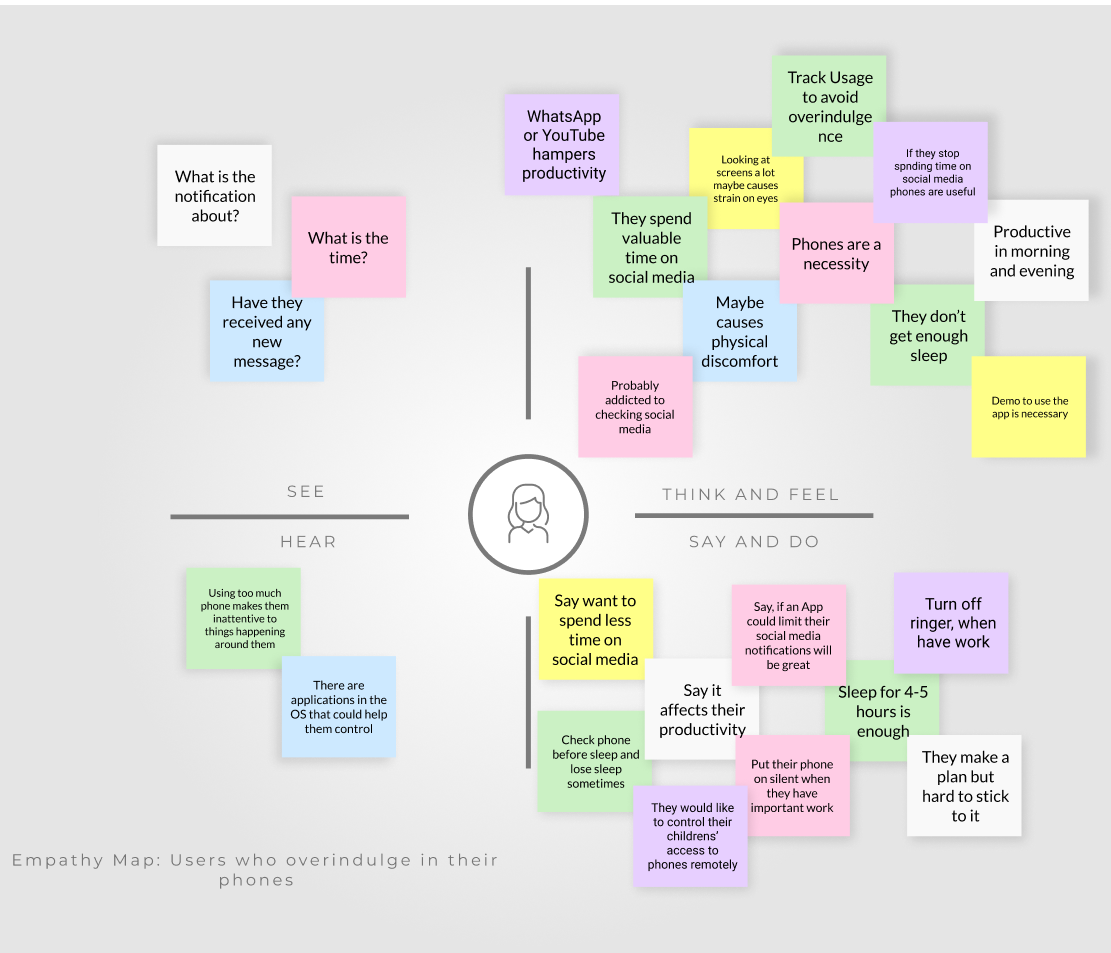 What is the
notification
about?
What is the
time?
Have they
received any
new
message?
SEE
WhatsApp
or YouTube
hampers
productivity
Track Usage
to avoid
overindulge
nce
Looking at
screens a lot
maybe causes
strain on eyes
If they stop
spnding time on
social media
phones are useful
They spend
valuable
time on
social media
Phones are a
necessity
Productive
in morning
and evening
Maybe
causes
physical
discomfort
They don’t
get enough
sleep
Probably
addicted to
checking social
media
Demo to use the
app is necessary
THINK AND FEEL
HEAR
Using too much
phone makes them
inattentive to
things happening
around them
There are
applications in the
OS that could help
them control
SAY AND DO
Say want to
spend less
time on
social media
Say, if an App
could limit their
social media
notifications will
be great
Turn off
ringer, when
have work
Say it
affects their
productivity
Sleep for 4-5
hours is
enough
Check phone
before sleep and
lose sleep
sometimes
Put their phone
on silent when
they have
important work
They make a
plan but
hard to stick
to it
They would like
to control their
childrens’
access to
phones remotely
Empathy Map: Users who overindulge in their
phones